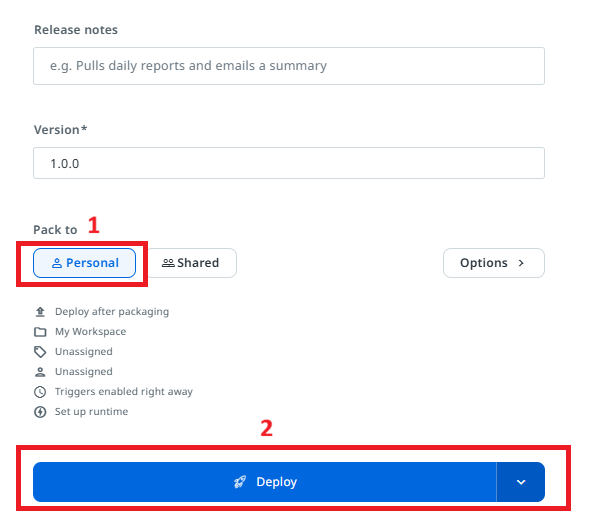 Release notes
e.g. Pulls daily reports and emails a summary
Version*
1.0.0
Pack to 1
Personal Shared Options
Deploy after packaging
My Workspace
Unassigned
Unassigned
Triggers enabled right away
Set up runtime
2
Deploy